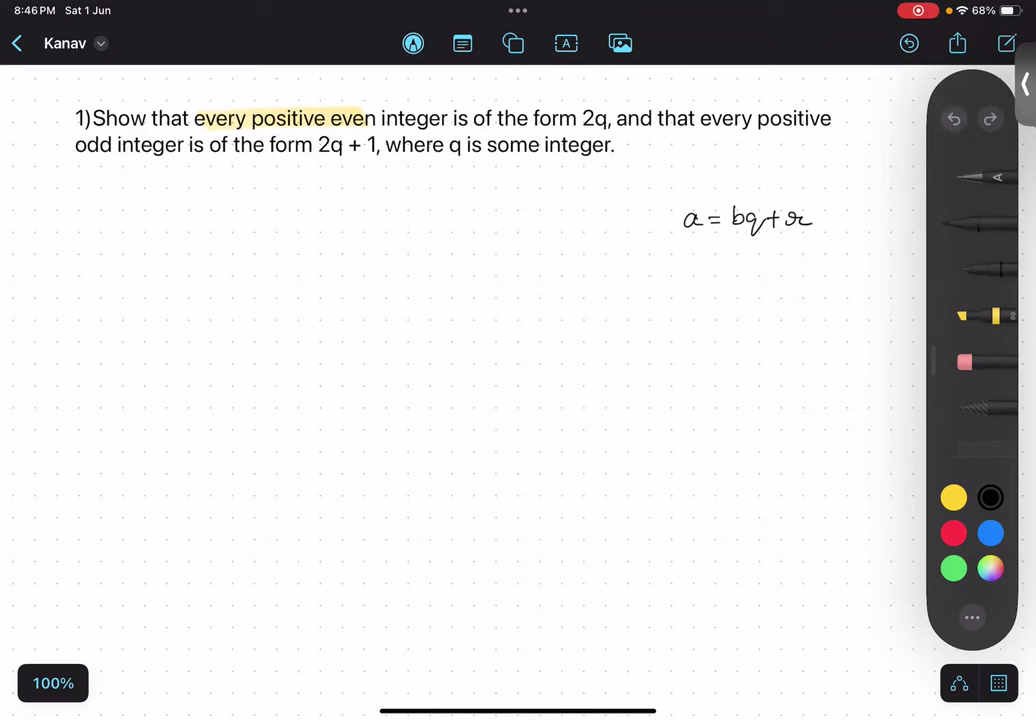 8:46 PM Sat 1 Jun 68%
Kanav
1)Show that every positive even integer is of the form 2q, and that every positive
odd integer is of the form 2q + 1, where q is some integer.
a = bq + r
100%